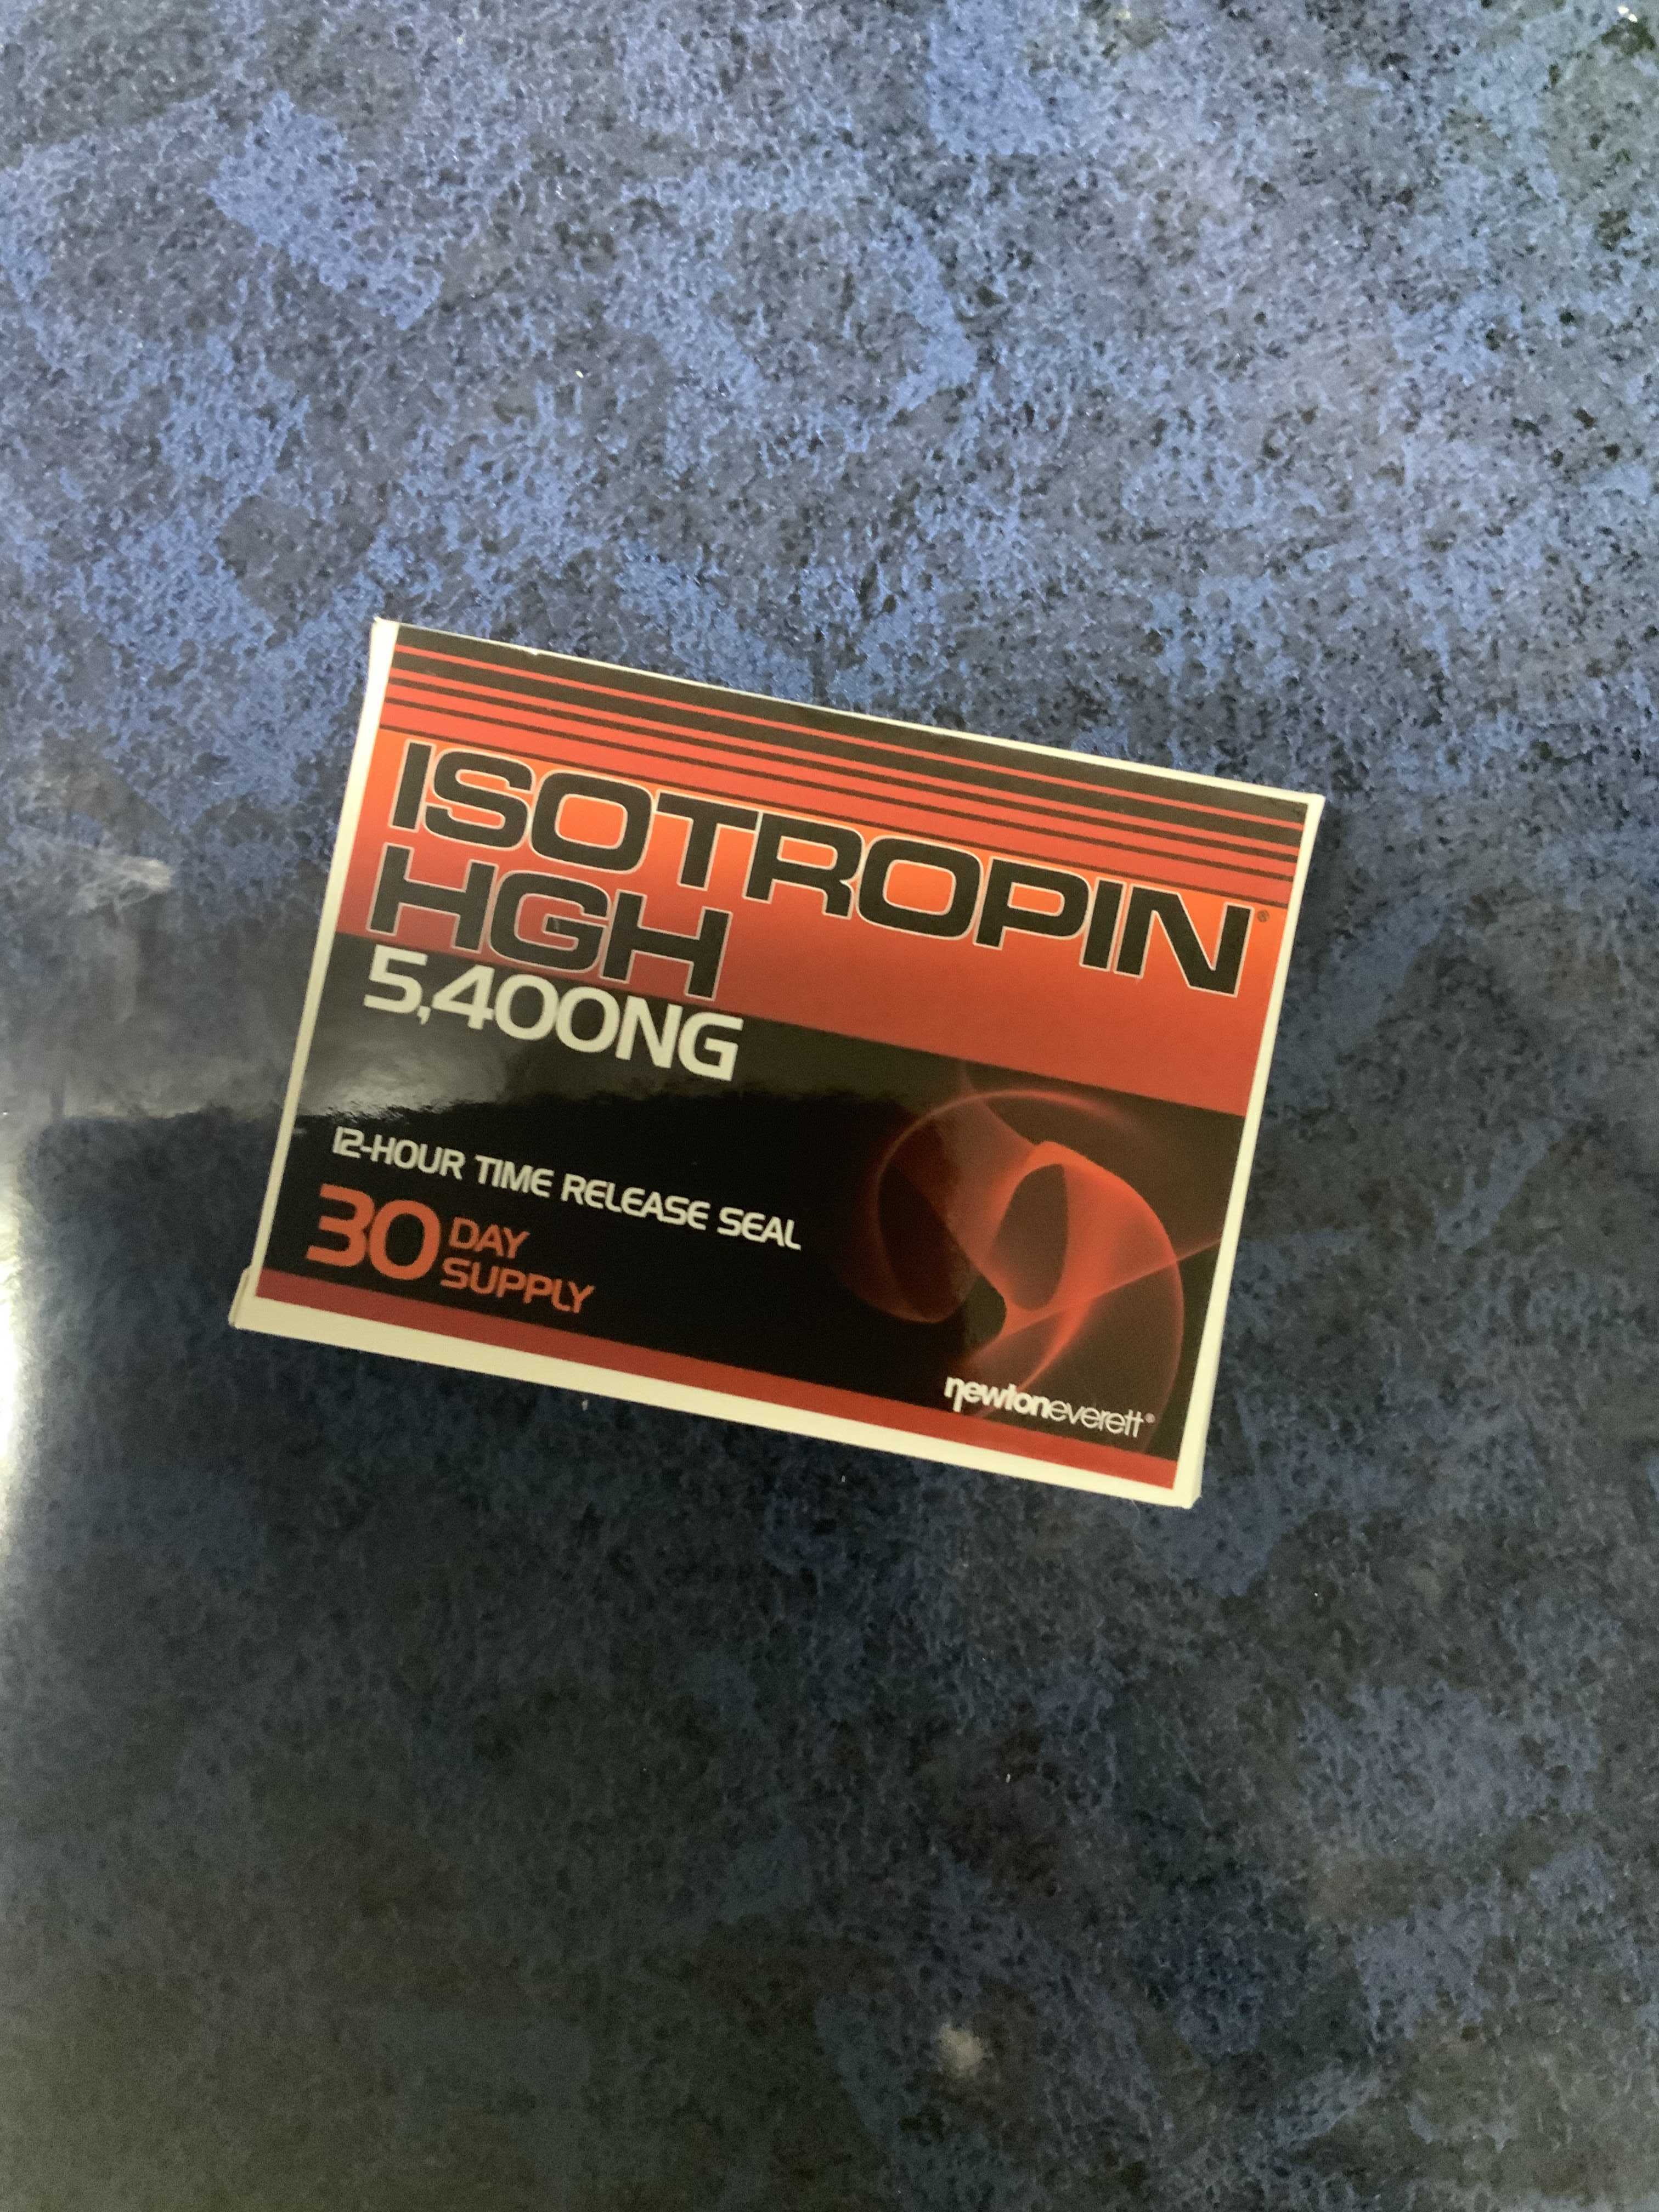 ISOTROPIN®
HGH
5,400NG
12-HOUR TIME RELEASE SEAL
30 DAY
SUPPLY
newtoneverett®